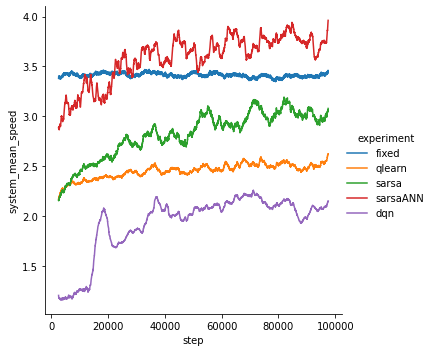 4.0
3.5
3.0
2.5
2.0
1.5
system_mean_speed
0
20000
40000
60000
80000
100000
step
experiment
fixed
qlearn
sarsa
sarsaANN
dqn